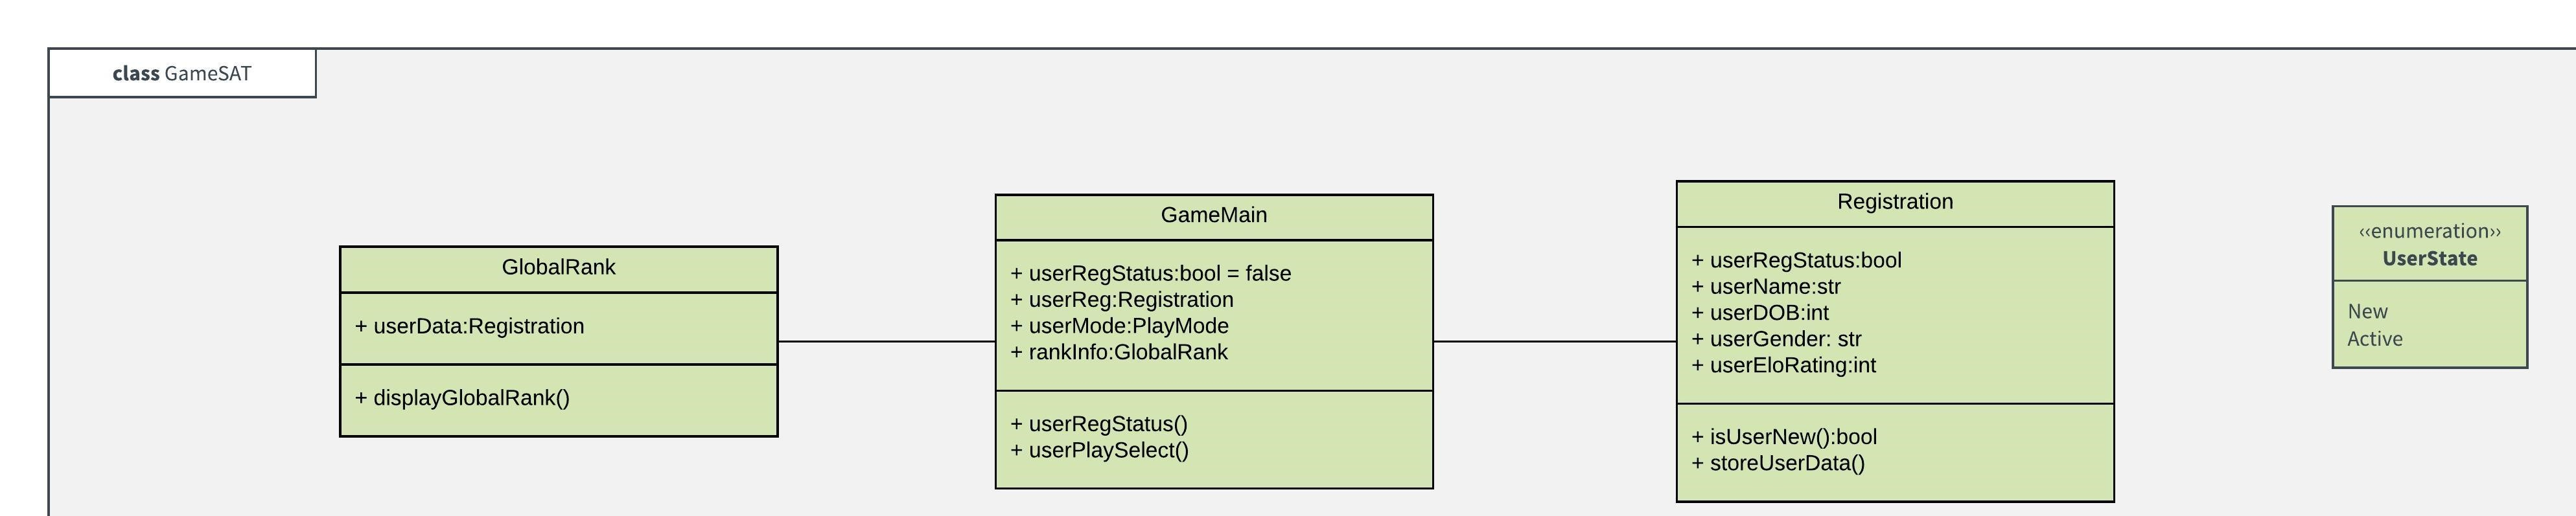 class GameSAT
GlobalRank
+ userData:Registration
+ displayGlobalRank()
GameMain
+ userRegStatus:bool = false
+ userReg:Registration
+ userMode:PlayMode
+ rankInfo:GlobalRank
+ userRegStatus()
+ userPlaySelect()
Registration
+ userRegStatus:bool
+ userName:str
+ userDOB:int
+ userGender: str
+ userEloRating:int
+ isUserNew():bool
+ storeUserData()
‹‹enumeration››
UserState
New
Active